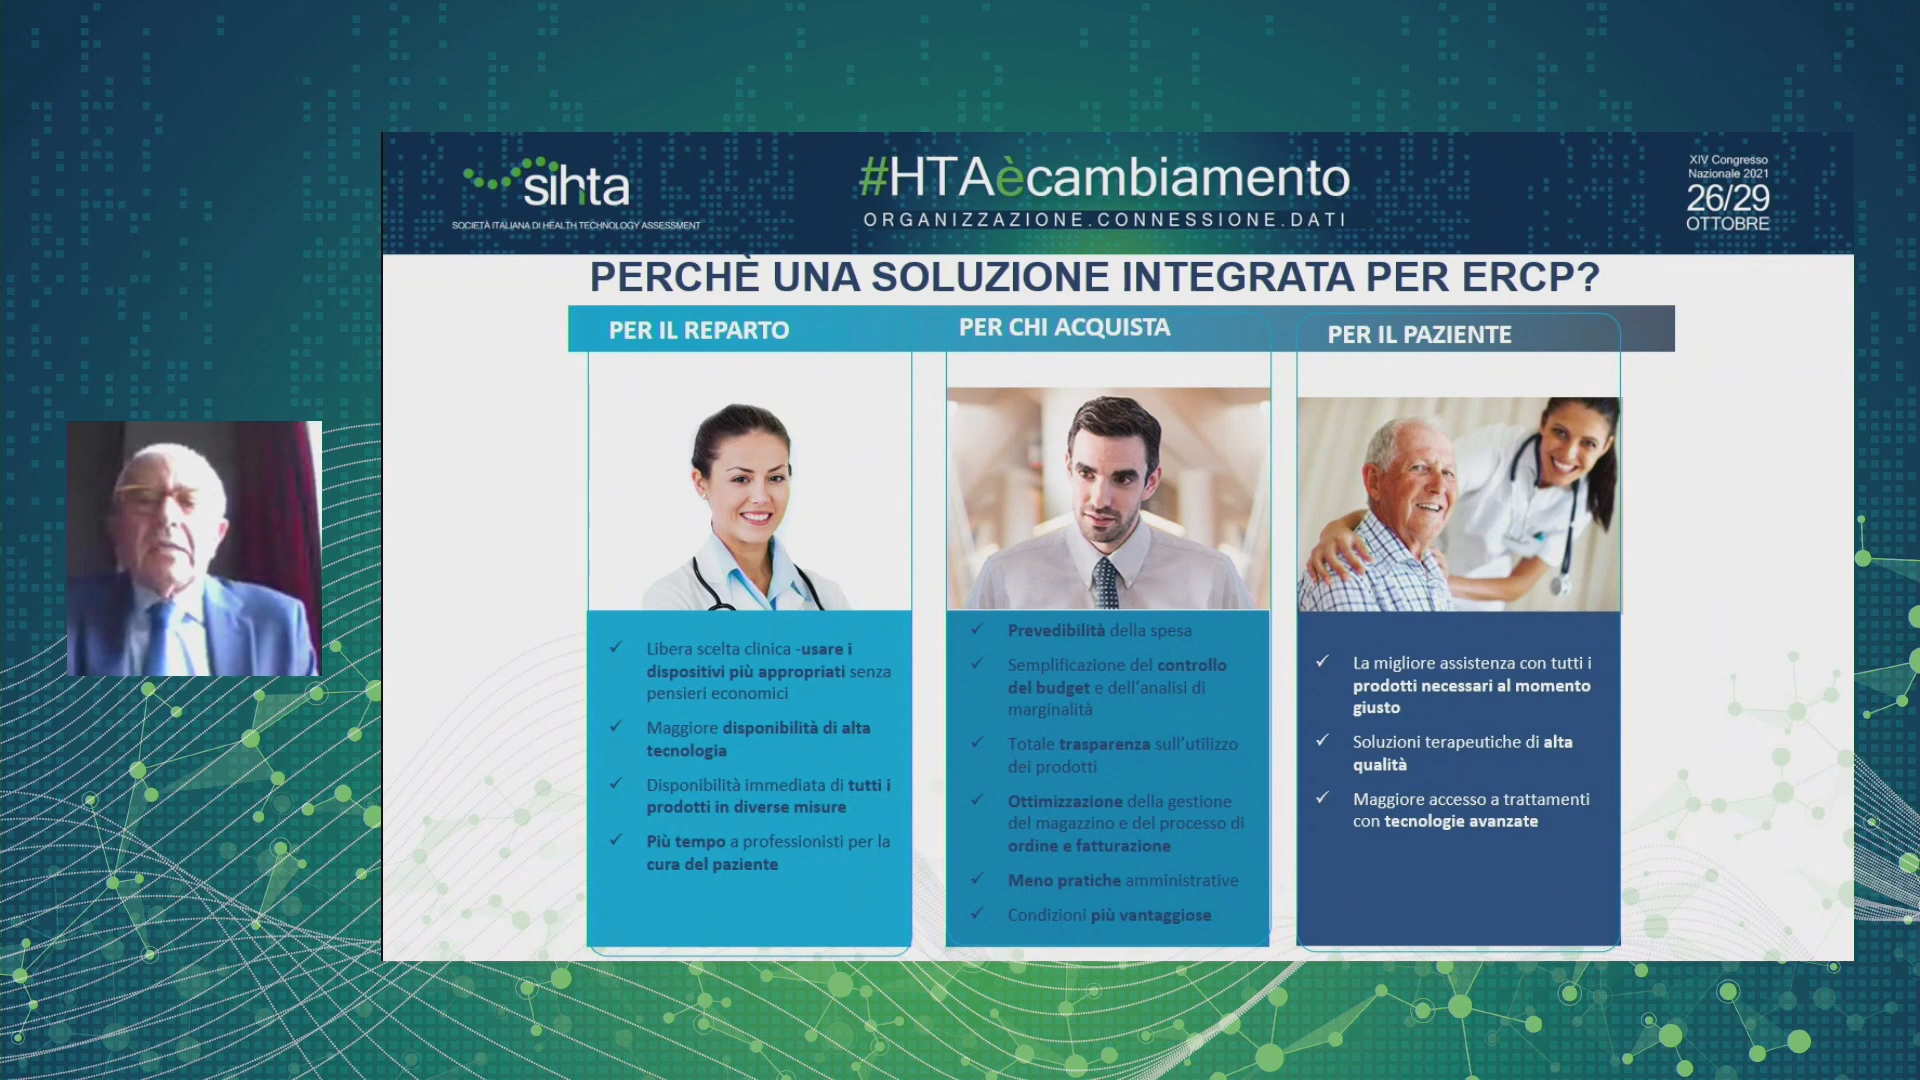 sihta
SOCIETÀ ITALIANA DI HEALTH TECHNOLOGY ASSESSMENT
#HTAècambiamento
ORGANIZZAZIONE.CONNESSIONE.DATI
XIV Congresso
Nazionale 2021
26/29
OTTOBRE
PERCHÈ UNA SOLUZIONE INTEGRATA PER ERCP?
PER IL REPARTO
Libera scelta clinica -usare i
dispositivi più appropriati senza
pensieri economici
Maggiore disponibilità di alta
tecnologia
Disponibilità immediata di tutti i
prodotti in diverse misure
Più tempo a professionisti per la
cura del paziente
PER CHI ACQUISTA
Prevedibilità della spesa
Semplificazione del controllo
del budget e dell'analisi di
marginalità
Totale trasparenza sull'utilizzo
dei prodotti
Ottimizzazione della gestione
del magazzino e del processo di
ordine e fatturazione
Meno pratiche amministrative
Condizioni più vantaggiose
PER IL PAZIENTE
La migliore assistenza con tutti i
prodotti necessari al momento
giusto
Soluzioni terapeutiche di alta
qualità
Maggiore accesso a trattamenti
con tecnologie avanzate